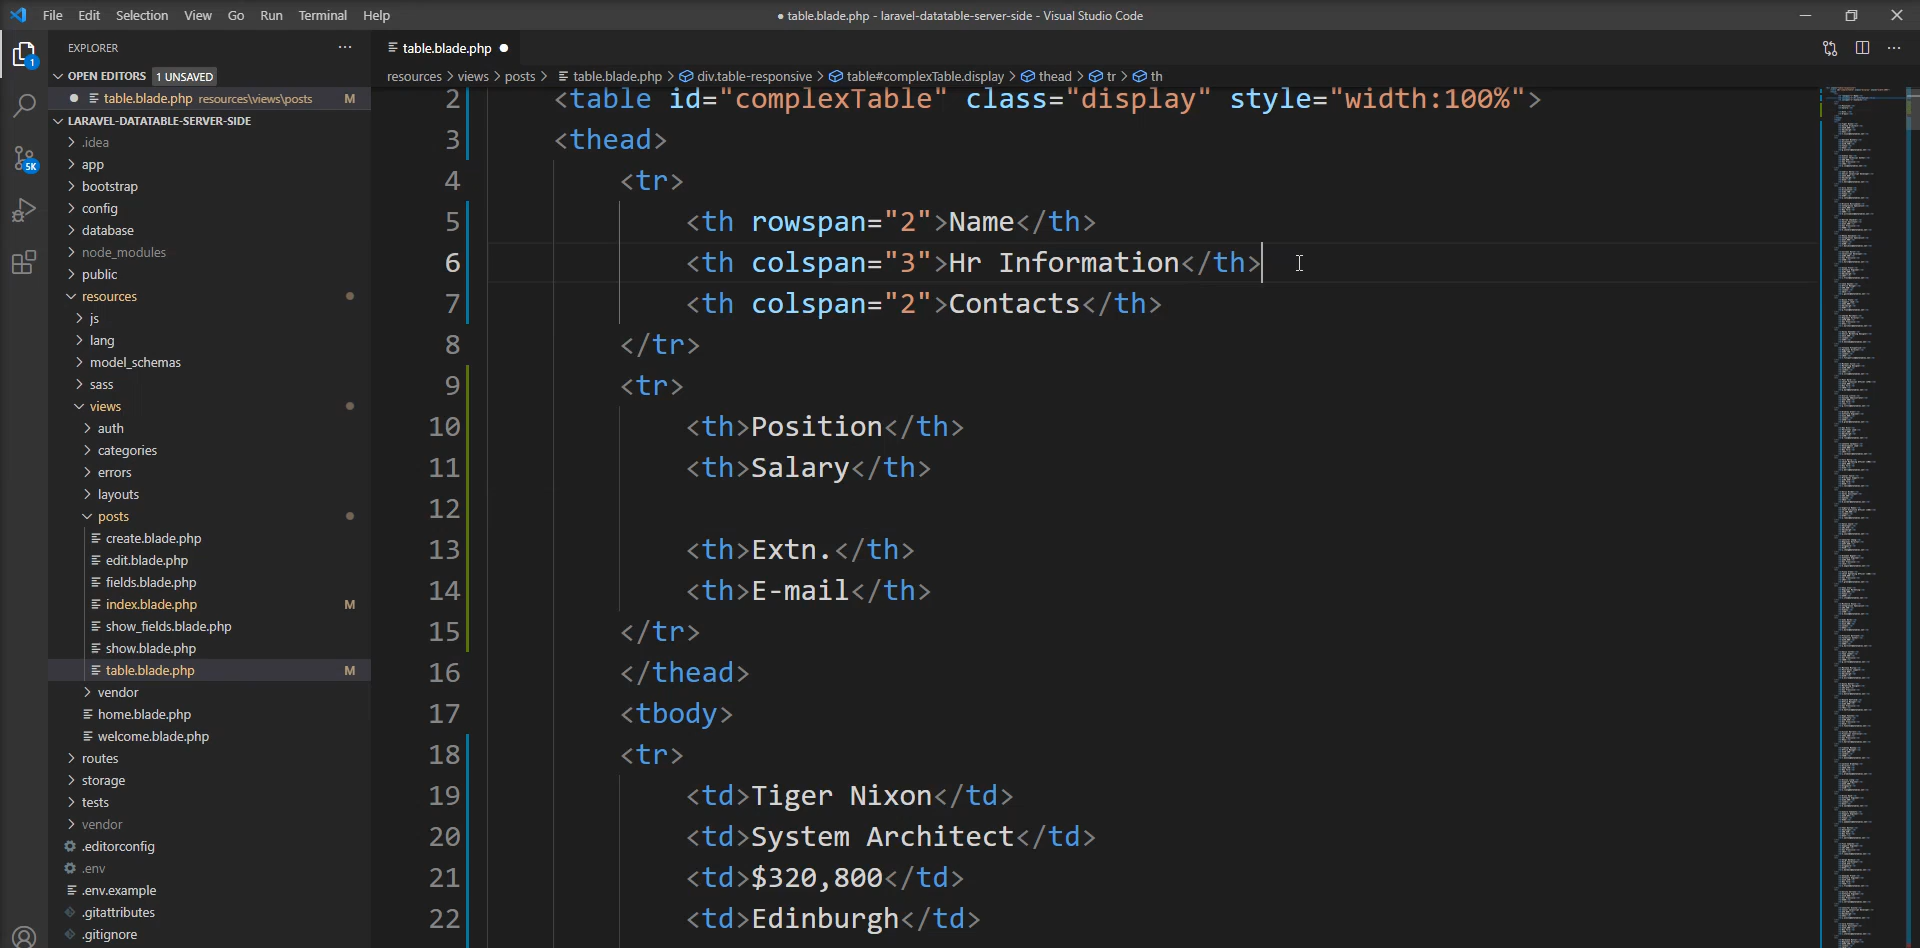 File Edit Selection View Go Run Terminal Help
● table.blade.php - laravel-datatable-server-side - Visual Studio Code
EXPLORER
OPEN EDITORS 1 UNSAVED
table.blade.php resources\views\posts M
LARAVEL-DATATABLE-SERVER-SIDE
.idea
app
bootstrap
config
database
node_modules
public
resources
js
lang
model_schemas
sass
views
auth
categories
errors
layouts
posts
create.blade.php
edit.blade.php
fields.blade.php
index.blade.php M
show_fields.blade.php
show.blade.php
table.blade.php M
vendor
home.blade.php
welcome.blade.php
routes
storage
tests
vendor
.editorconfig
.env
.env.example
.gitattributes
.gitignore
1
5K
table.blade.php
resources > views > posts > table.blade.php > div.table-responsive > table#complexTable.display > thead > tr > th
2 <table id="complexTable" class="display" style="width:100%">
3 <thead>
4 <tr>
5 <th rowspan="2">Name</th>
6 <th colspan="3">Hr Information</th>
7 <th colspan="2">Contacts</th>
8 </tr>
9 <tr>
10 <th>Position</th>
11 <th>Salary</th>
12
13 <th>Extn.</th>
14 <th>E-mail</th>
15 </tr>
16 </thead>
17 <tbody>
18 <tr>
19 <td>Tiger Nixon</td>
20 <td>System Architect</td>
21 <td>$320,800</td>
22 <td>Edinburgh</td>